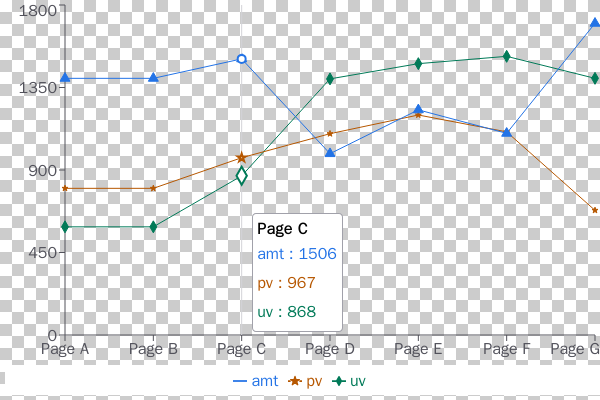 1800
1350
900
450
0
Page A Page B Page C Page D Page E Page F Page G
Page C
amt : 1506
pv : 967
uv : 868
amt pv uv